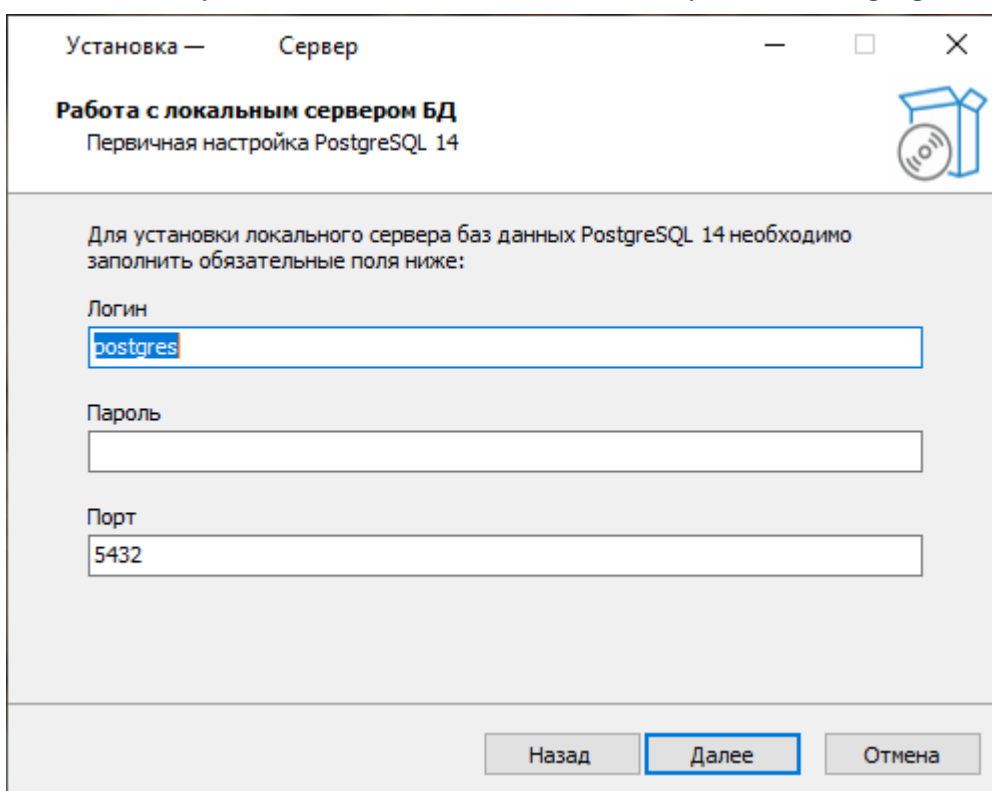 Установка — Сервер
Работа с локальным сервером БД
Первичная настройка PostgreSQL 14
Для установки локального сервера баз данных PostgreSQL 14 необходимо
заполнить обязательные поля ниже:
Логин
postgres
Пароль
Порт
5432
Назад
Далее
Отмена